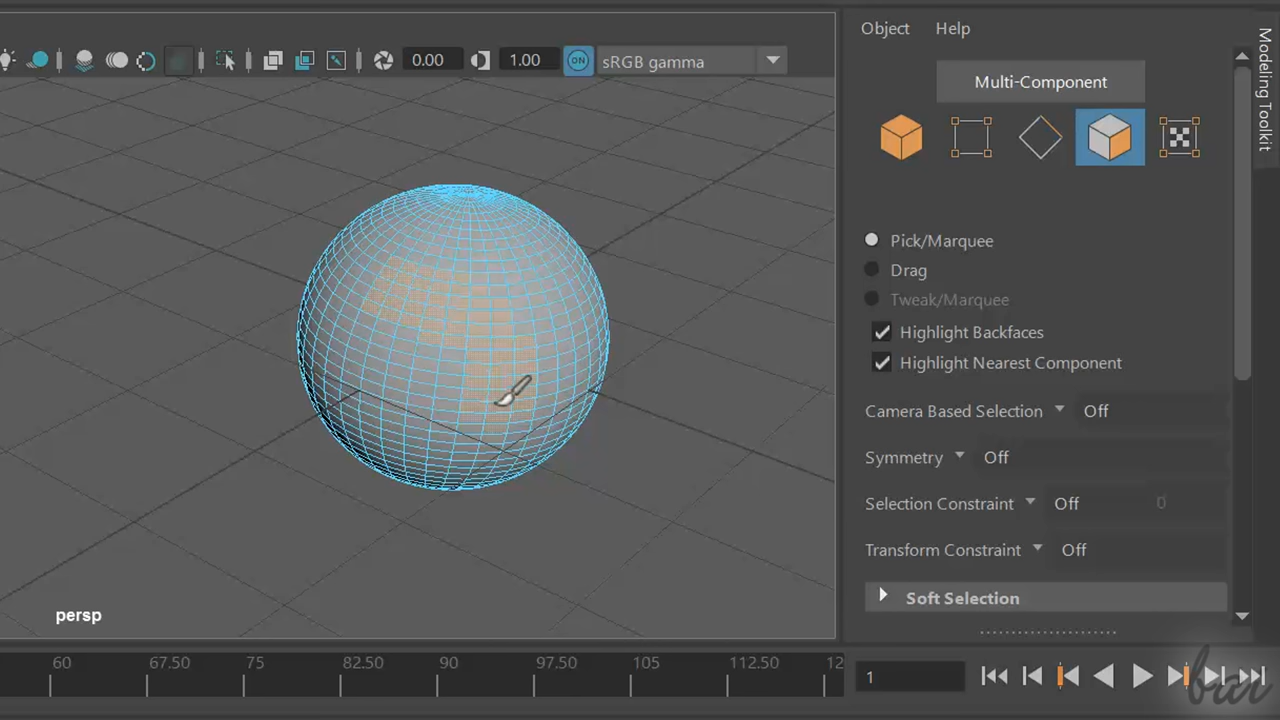 Object Help
Modeling Toolkit
ON
0.00
1.00
sRGB gamma
Multi-Component
Pick/Marquee
Drag
Tweak/Marquee
Highlight Backfaces
Highlight Nearest Component
Camera Based Selection Off
Symmetry Off
Selection Constraint Off 0
Transform Constraint Off
Soft Selection
persp
60 67.50 75 82.50 90 97.50 105 112.50 12
1